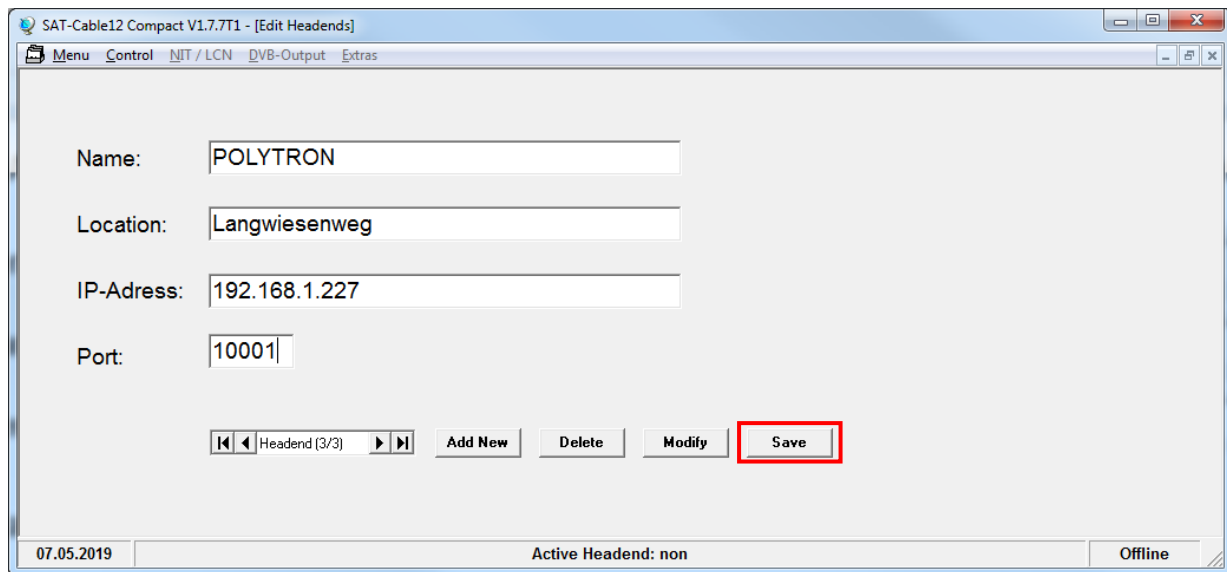 SAT-Cable12 Compact V1.7.7T1 - [Edit Headends]
Menu Control NIT / LCN DVB-Output Extras
Name: POLYTRON
Location: Langwiesenweg
IP-Adress: 192.168.1.227
Port: 10001
Headend (3/3) Add New Delete Modify Save
07.05.2019 Active Headend: non Offline